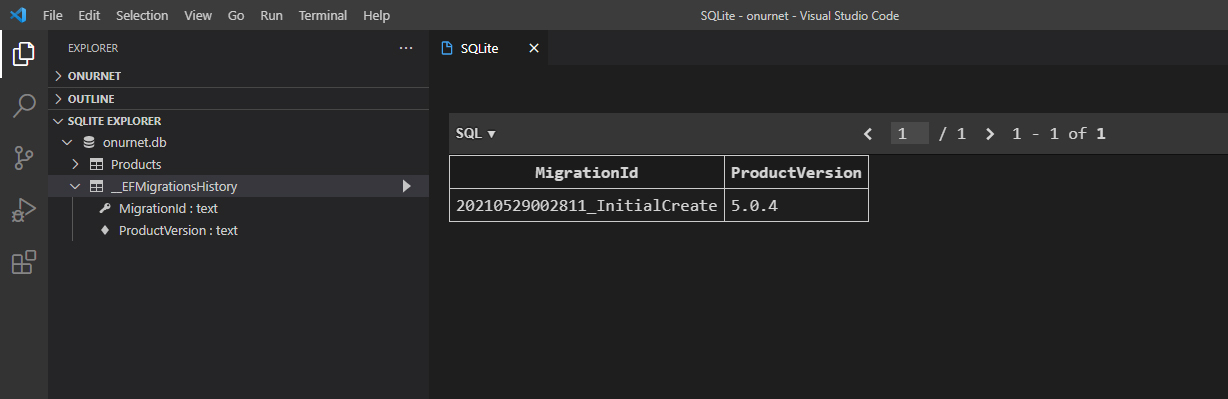 File Edit Selection View Go Run Terminal Help SQLite - onurnet - Visual Studio Code
EXPLORER ···
SQLite
ONURNET
OUTLINE
SQLITE EXPLORER
onurnet.db
Products
__EFMigrationsHistory
MigrationId : text
ProductVersion : text
SQL 1 / 1 1 - 1 of 1
MigrationId ProductVersion
20210529002811_InitialCreate 5.0.4